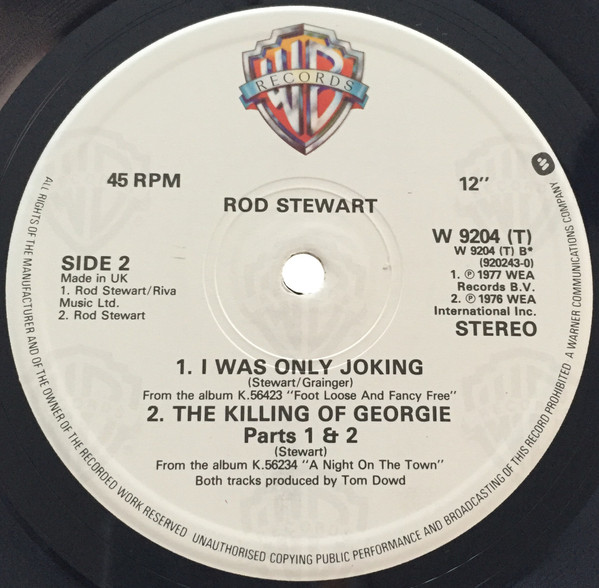 WB
RECORDS
45 RPM
12"
ROD STEWART
W 9204 (T)
W 9204 (T) B*
(920243-0)
1. ℗ 1977 WEA
Records B.V.
2. ℗ 1976 WEA
International Inc.
STEREO
SIDE 2
Made in UK
1. Rod Stewart/Riva
Music Ltd.
2. Rod Stewart
1. I WAS ONLY JOKING
(Stewart/Grainger)
From the album K.56423 "Foot Loose And Fancy Free"
2. THE KILLING OF GEORGIE
Parts 1 & 2
(Stewart)
From the album K.56234 "A Night On The Town"
Both tracks produced by Tom Dowd
ALL RIGHTS OF THE MANUFACTURER AND OF THE OWNER OF THE RECORDED WORK RESERVED UNAUTHORISED COPYING PUBLIC PERFORMANCE AND BROADCASTING OF THIS RECORD PROHIBITED A WARNER COMMUNICATIONS COMPANY